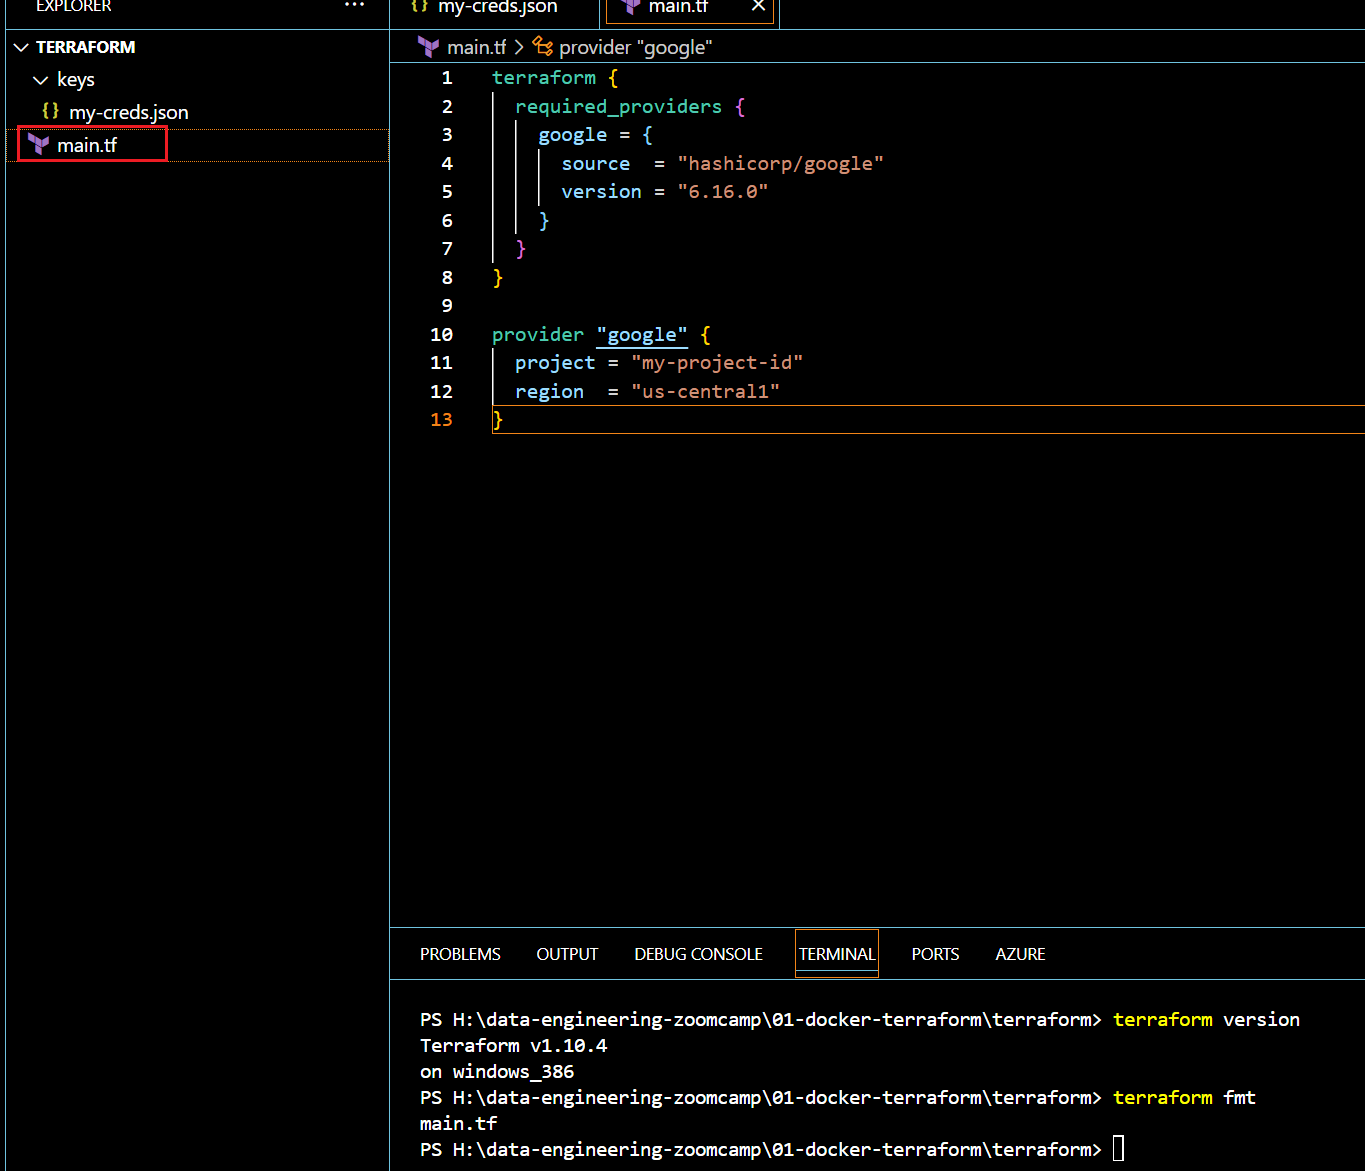 EXPLORER
TERRAFORM
keys
my-creds.json
main.tf
my-creds.json
main.tf
main.tf > provider "google"
1 terraform {
2 required_providers {
3 google = {
4 source  = "hashicorp/google"
5 version = "6.16.0"
6 }
7 }
8 }
9
10 provider "google" {
11 project = "my-project-id"
12 region  = "us-central1"
13 }
PROBLEMS OUTPUT DEBUG CONSOLE TERMINAL PORTS AZURE
PS H:\data-engineering-zoomcamp\01-docker-terraform\terraform> terraform version
Terraform v1.10.4
on windows_386
PS H:\data-engineering-zoomcamp\01-docker-terraform\terraform> terraform fmt
main.tf
PS H:\data-engineering-zoomcamp\01-docker-terraform\terraform>